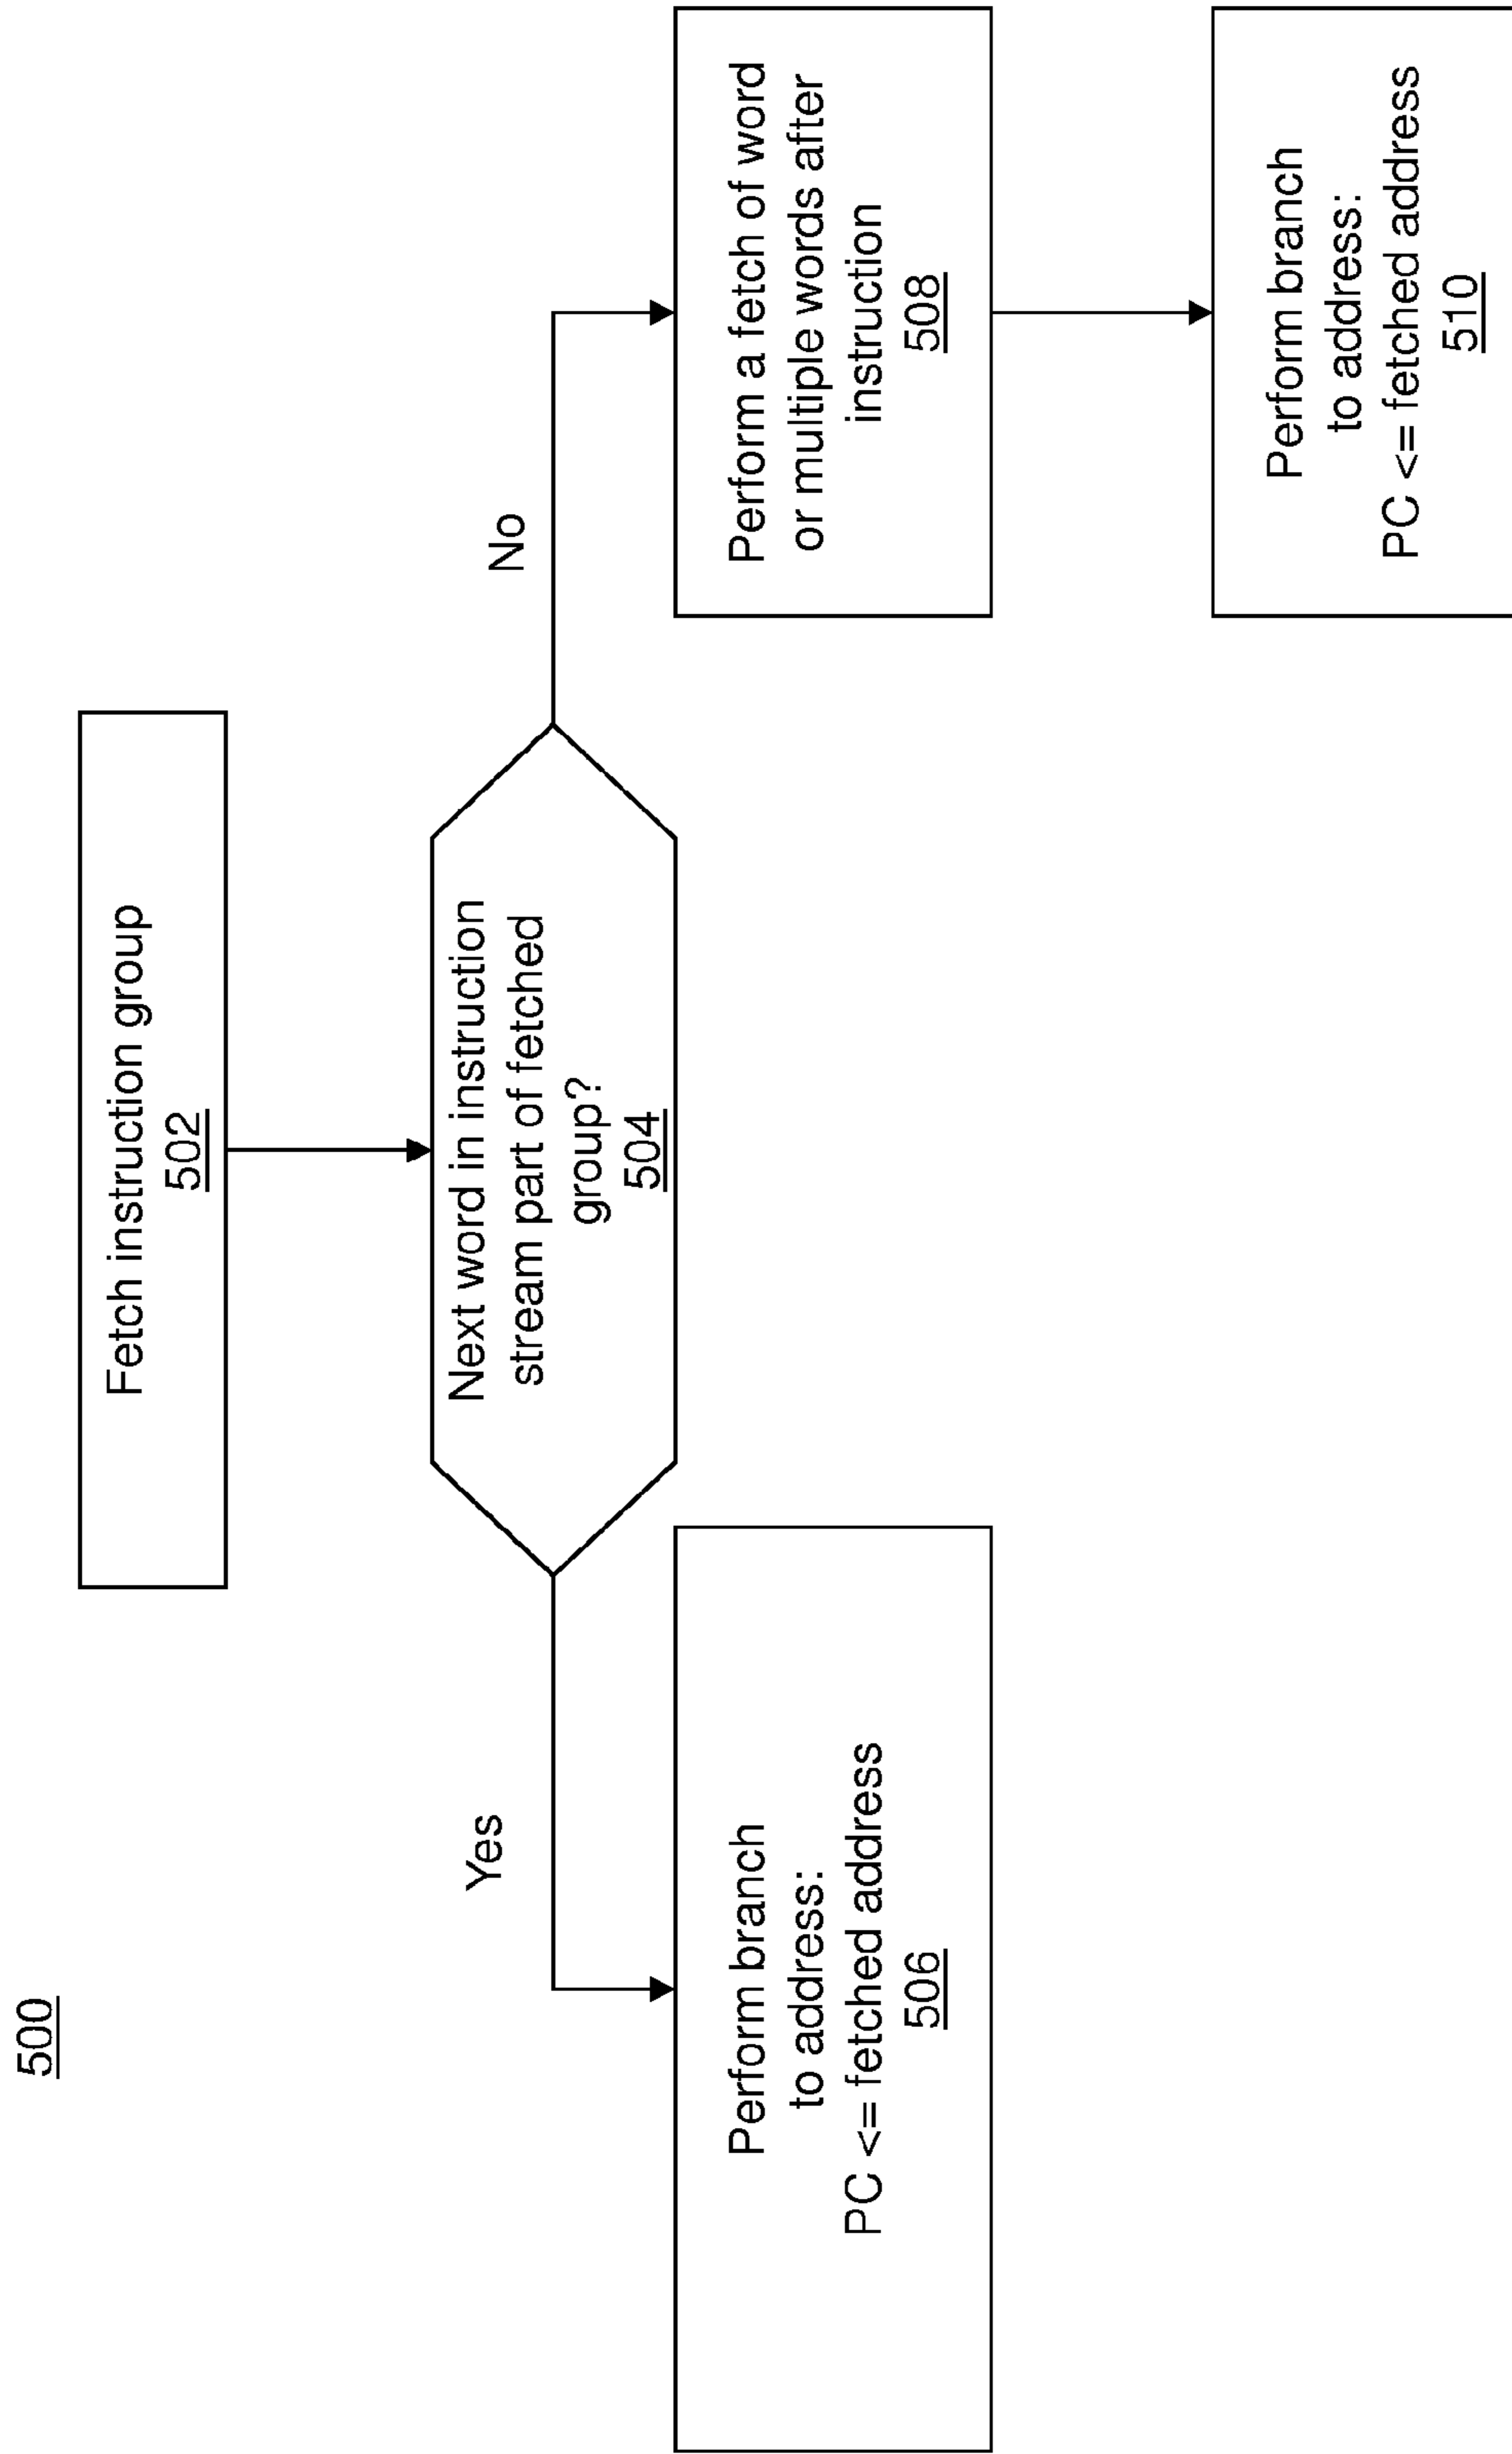 500
Fetch instruction group
502
Next word in instruction
stream part of fetched
group?
504
Yes
No
Perform branch
to address:
PC <= fetched address
506
Perform a fetch of word
or multiple words after
instruction
508
Perform branch
to address:
PC <= fetched address
510